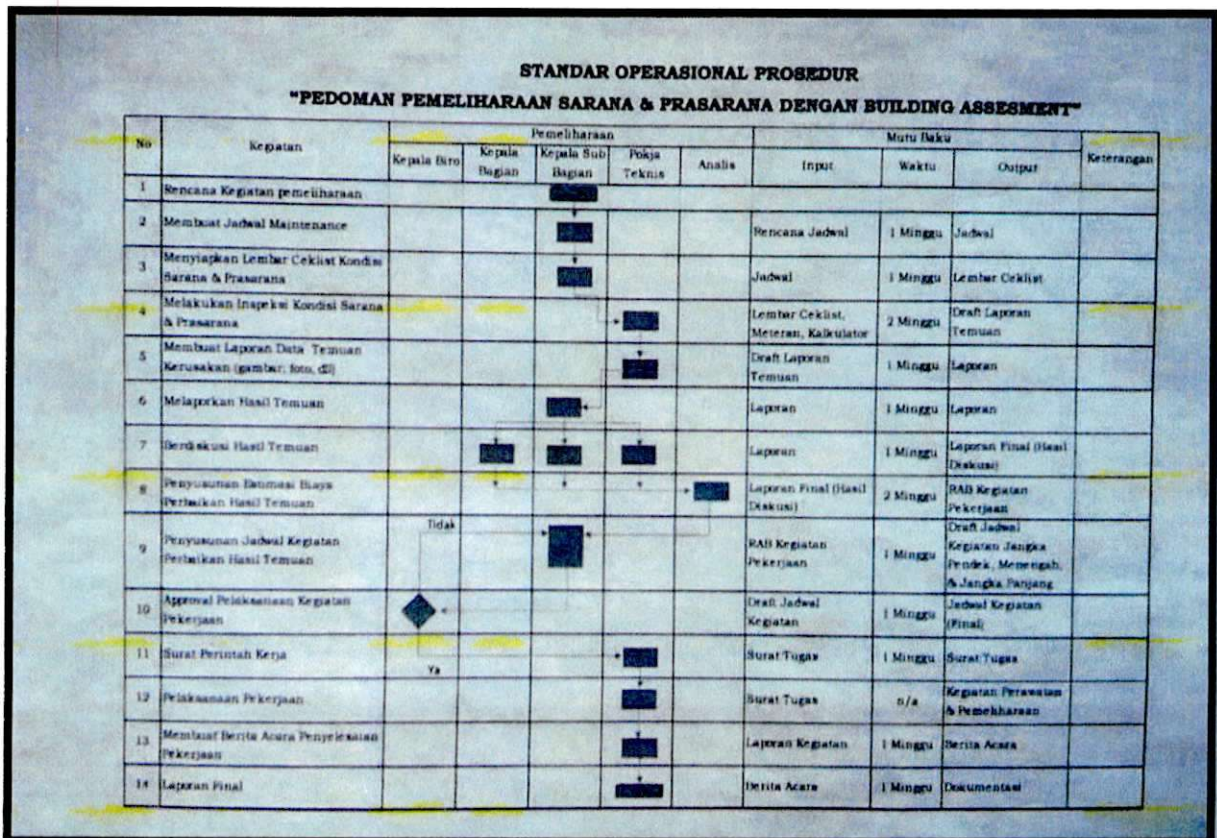 STANDAR OPERASIONAL PROSEDUR
"PEDOMAN PEMELIHARAAN SARANA & PRASARANA DENGAN BUILDING ASSESMENT"
No Kegiatan Pemeliharaan Mutu Baku Keterangan
Kepala Biro Kepala Bagian Kepala Sub Bagian Pokja Teknis Analis Input Waktu Output
1 Rencana Kegiatan pemeliharaan
2 Membuat Jadwal Maintenance Rencana Jadwal 1 Minggu Jadwal
3 Menyiapkan Lembar Ceklist Kondisi Sarana & Prasarana Jadwal 1 Minggu Lembar Ceklist
4 Melakukan Inspeksi Kondisi Sarana & Prasarana Lembar Ceklist, Meteran, Kalkulator 2 Minggu Draft Laporan Temuan
5 Membuat Laporan Data Temuan Kerusakan (gambar, foto, dll) Draft Laporan Temuan 1 Minggu Laporan
6 Melaporkan Hasil Temuan Laporan 1 Minggu Laporan
7 Berdiskusi Hasil Temuan Laporan 1 Minggu Laporan Final (Hasil Diskusi)
8 Penyusunan Estimasi Biaya Perbaikan Hasil Temuan Laporan Final (Hasil Diskusi) 2 Minggu RAB Kegiatan Pekerjaan
Tidak
9 Penyusunan Jadwal Kegiatan Perbaikan Hasil Temuan RAB Kegiatan Pekerjaan 1 Minggu Draft Jadwal Kegiatan Jangka Pendek, Menengah, & Jangka Panjang
10 Approval Pelaksanaan Kegiatan Pekerjaan Draft Jadwal Kegiatan 1 Minggu Jadwal Kegiatan (Final)
11 Surat Perintah Kerja Ya Surat Tugas 1 Minggu Surat Tugas
12 Pelaksanaan Pekerjaan Surat Tugas n/a Kegiatan Perawatan & Pemeliharaan
13 Membuat Berita Acara Penyelesaian Pekerjaan Laporan Kegiatan 1 Minggu Berita Acara
14 Laporan Final Berita Acara 1 Minggu Dokumentasi